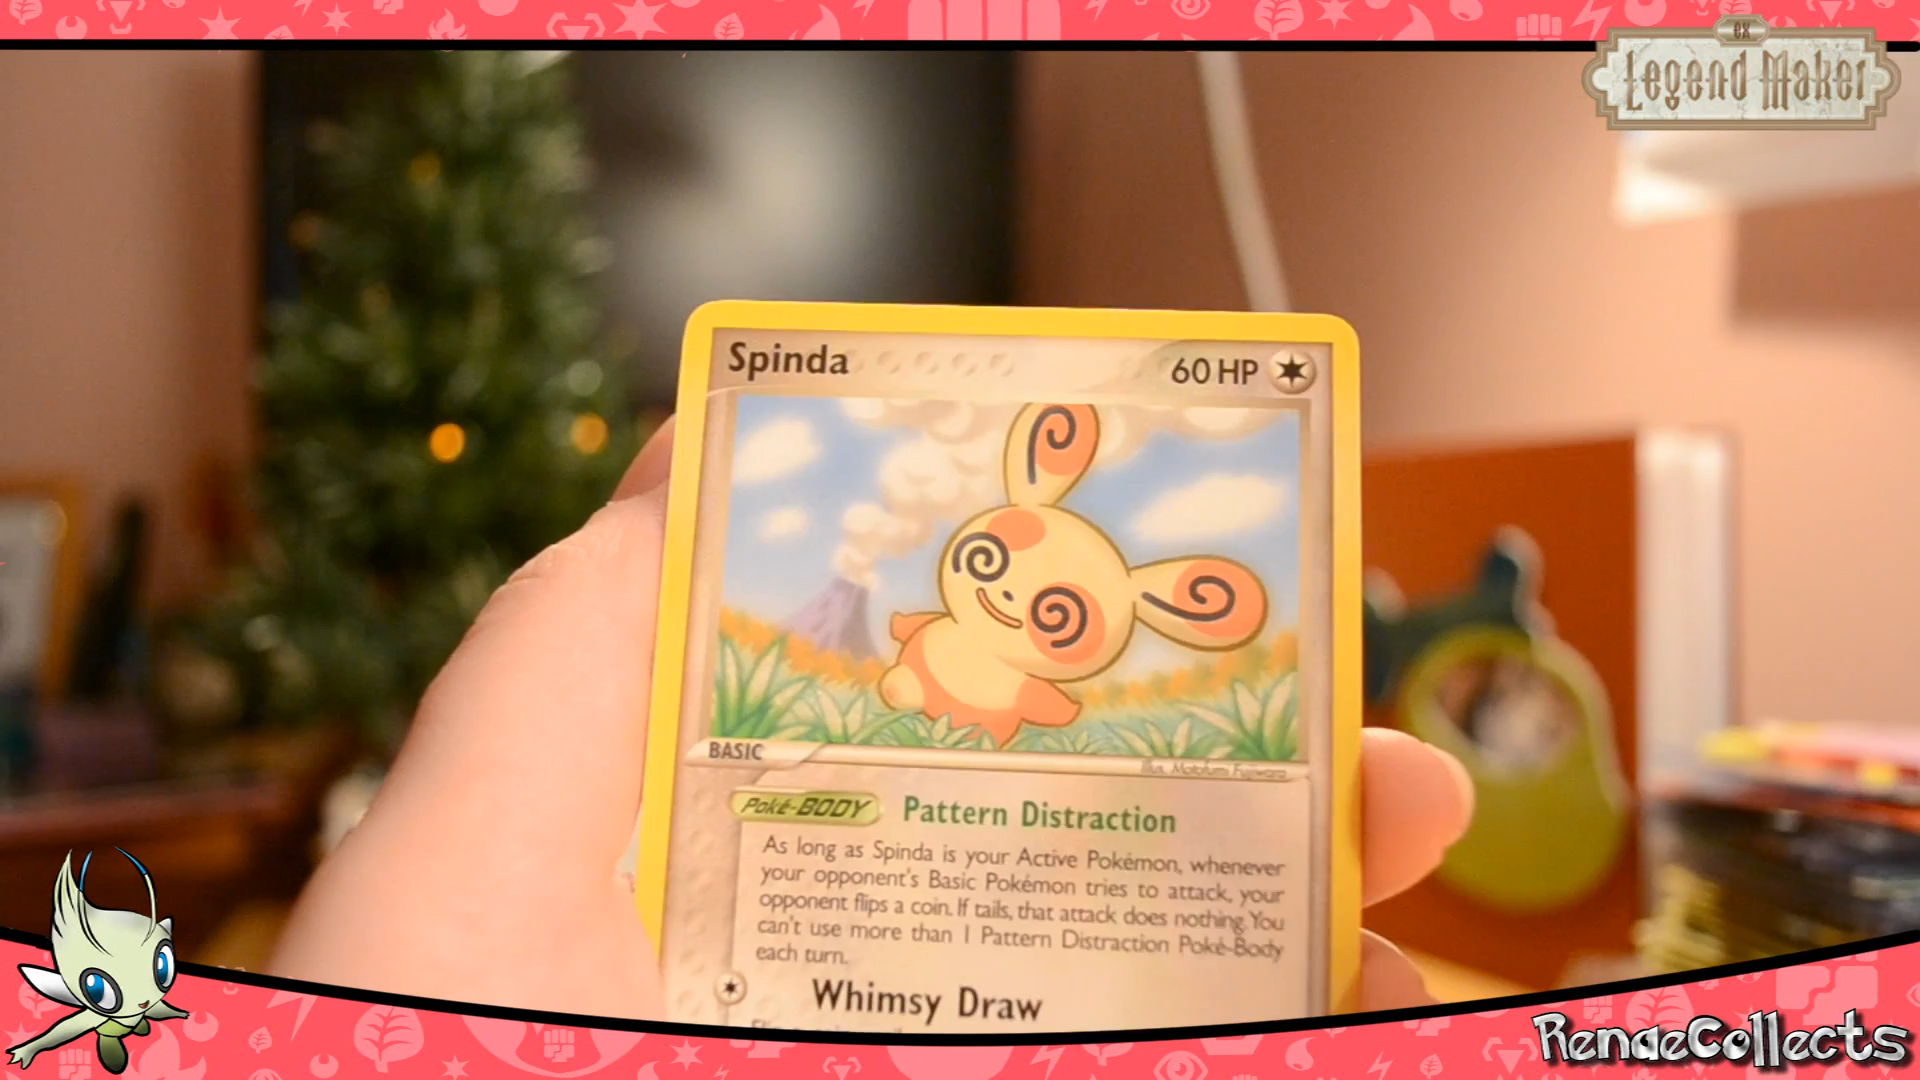 ex
Legend Maker
Spinda
60 HP
BASIC
Illus. Motofumi Fujiwara
Poké-BODY Pattern Distraction
As long as Spinda is your Active Pokémon, whenever
your opponent's Basic Pokémon tries to attack, your
opponent flips a coin. If tails, that attack does nothing. You
can't use more than 1 Pattern Distraction Poké-Body
each turn.
Whimsy Draw
RenaeCollects